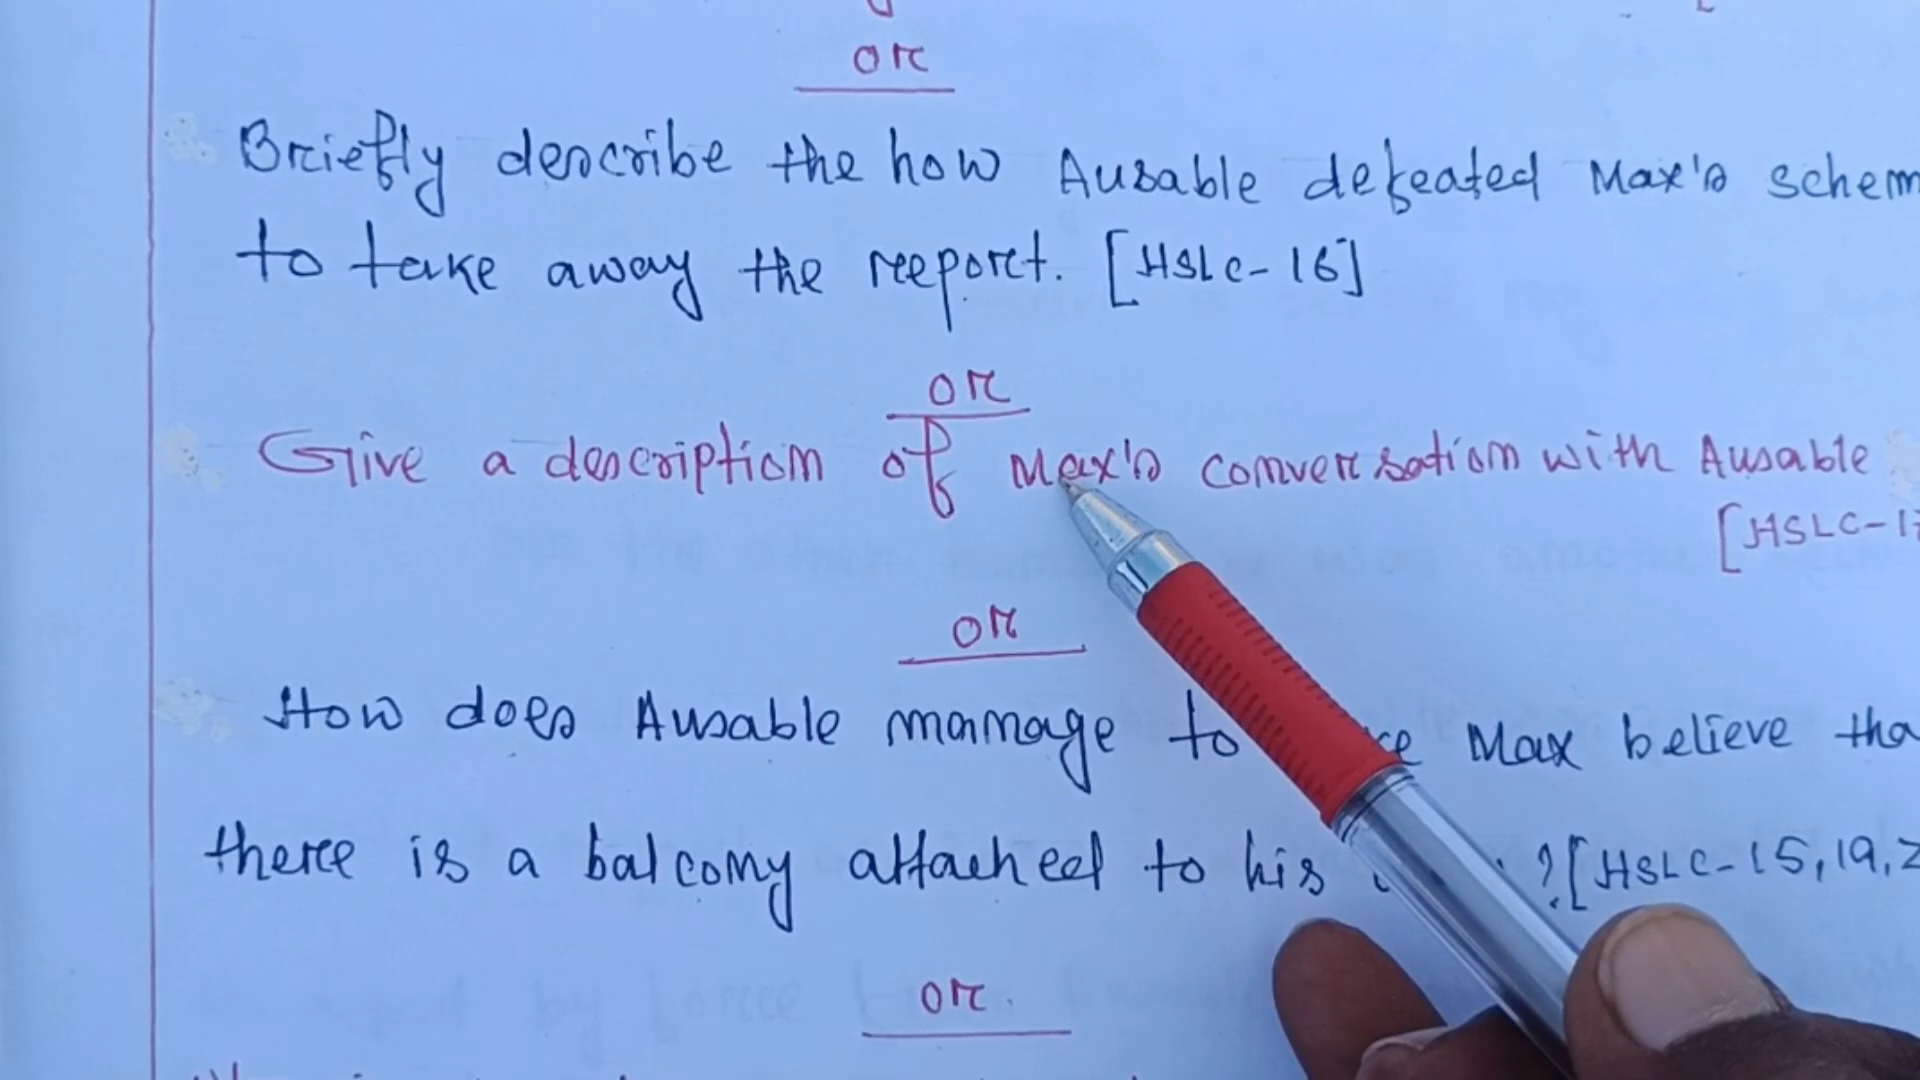 or
Briefly describe the how Ausable defeated Max's schem
to take away the report. [HSLC-16]
or
Give a description of Max's conversation with Ausable
[HSLC-1
or
How does Ausable manage to Max believe tha
there is a balcony attached to his ? [HSLC-15,19,2
or